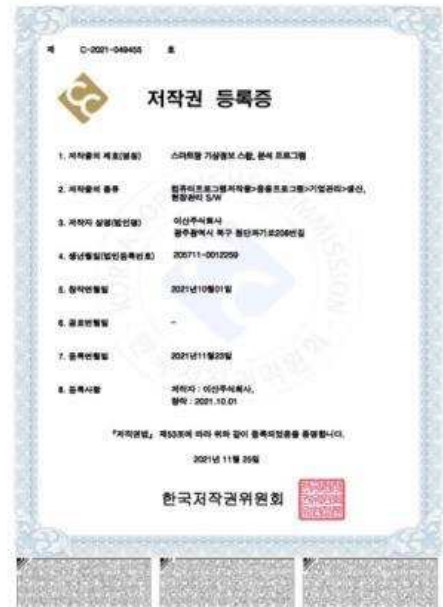 제 C-2021-049455 호
저작권 등록증
1. 저작물의 제호(명칭) 스마트팜 기상정보 스캡, 분석 프로그램
2. 저작물의 종류 컴퓨터프로그램저작물>응용프로그램>기업관리>생산,
현장관리 S/W
3. 저작자 성명(법인명) 이산주식회사
광주광역시 북구 첨단과기로208번길
4. 생년월일(법인등록번호) 205711-0012259
5. 창작연월일 2021년10월01일
6. 공표연월일 -
7. 등록연월일 2021년11월25일
8. 등록사항 저작자 : 이산주식회사,
창작 : 2021.10.01
『저작권법』 제53조에 따라 위와 같이 등록되었음을 증명합니다.
2021년 11월 25일
한국저작권위원회